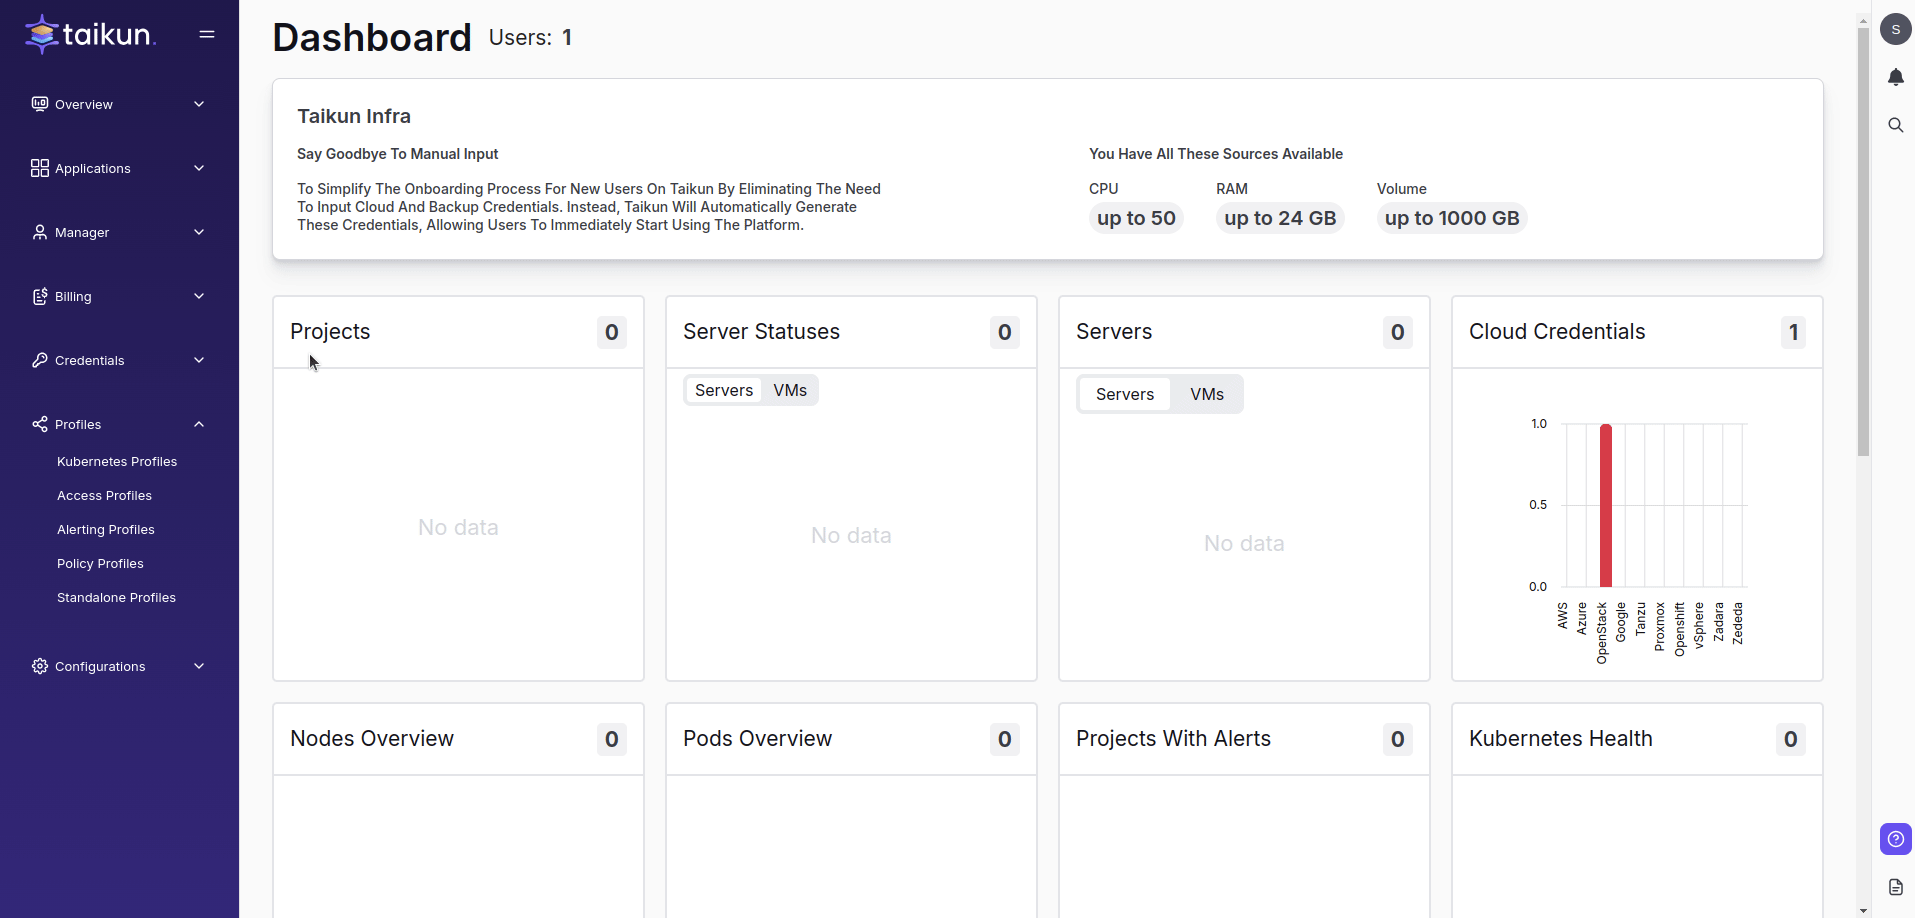 taikun.
Overview
Applications
Manager
Billing
Credentials
Profiles
Kubernetes Profiles
Access Profiles
Alerting Profiles
Policy Profiles
Standalone Profiles
Configurations
Dashboard Users: 1
Taikun Infra
Say Goodbye To Manual Input
To Simplify The Onboarding Process For New Users On Taikun By Eliminating The Need
To Input Cloud And Backup Credentials. Instead, Taikun Will Automatically Generate
These Credentials, Allowing Users To Immediately Start Using The Platform.
You Have All These Sources Available
CPU RAM Volume
up to 50 up to 24 GB up to 1000 GB
Projects 0
No data
Server Statuses 0
Servers VMs
No data
Servers 0
Servers VMs
No data
Cloud Credentials 1
1.0
0.5
0.0
AWS
Azure
OpenStack
Google
Tanzu
Proxmox
Openshift
vSphere
Zadara
Zededa
Nodes Overview 0
Pods Overview 0
Projects With Alerts 0
Kubernetes Health 0
S